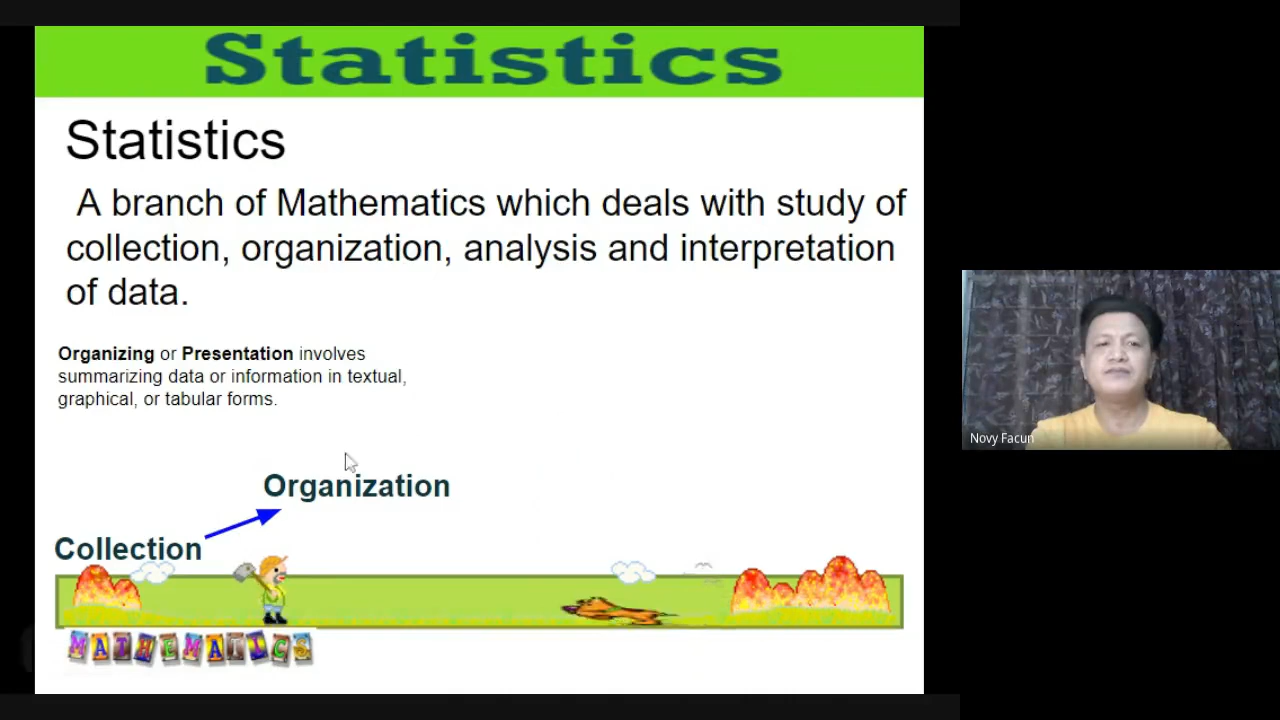 Statistics
Statistics
A branch of Mathematics which deals with study of
collection, organization, analysis and interpretation
of data.
Organizing or Presentation involves
summarizing data or information in textual,
graphical, or tabular forms.
Organization
Collection
MATHEMATICS
Novy Facun